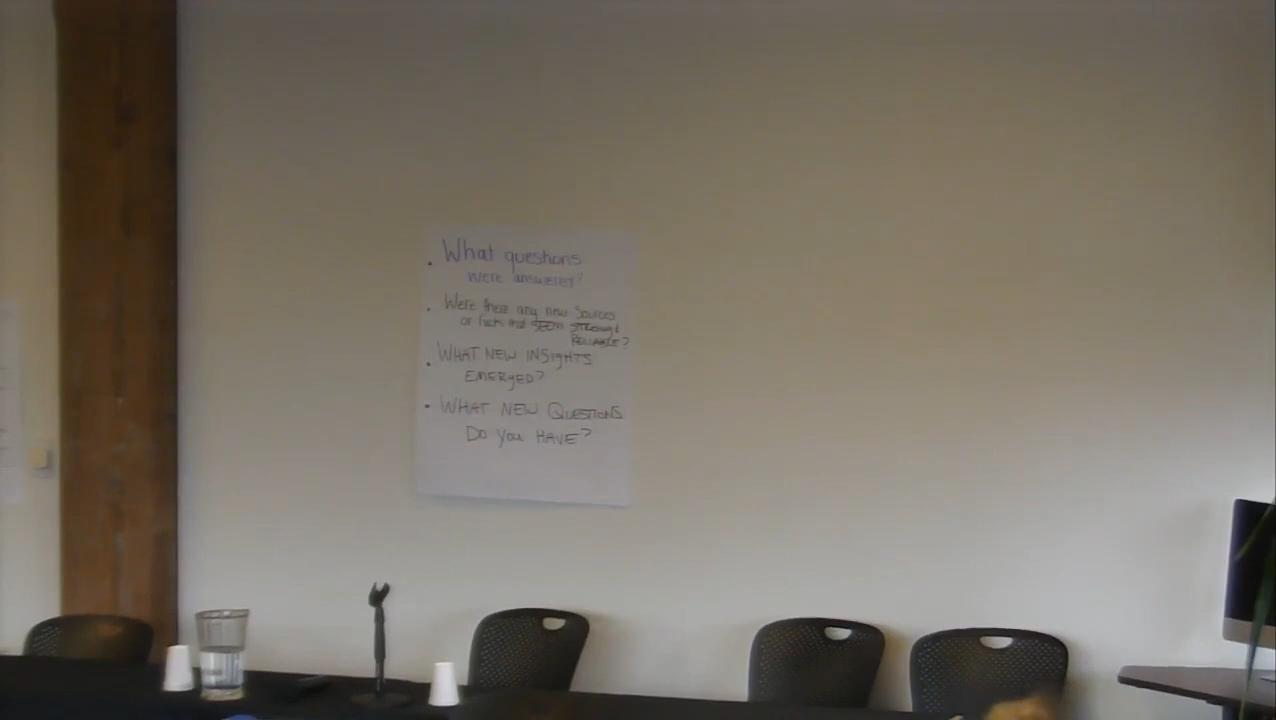 • What questions
were answered?
• Were there any new Sources
or facts that SEEM STRONG &
RELIABLE?
• WHAT NEW INSIgHTS
EMERgED?
• WHAT NEW QUESTIONS
Do you HAVE?